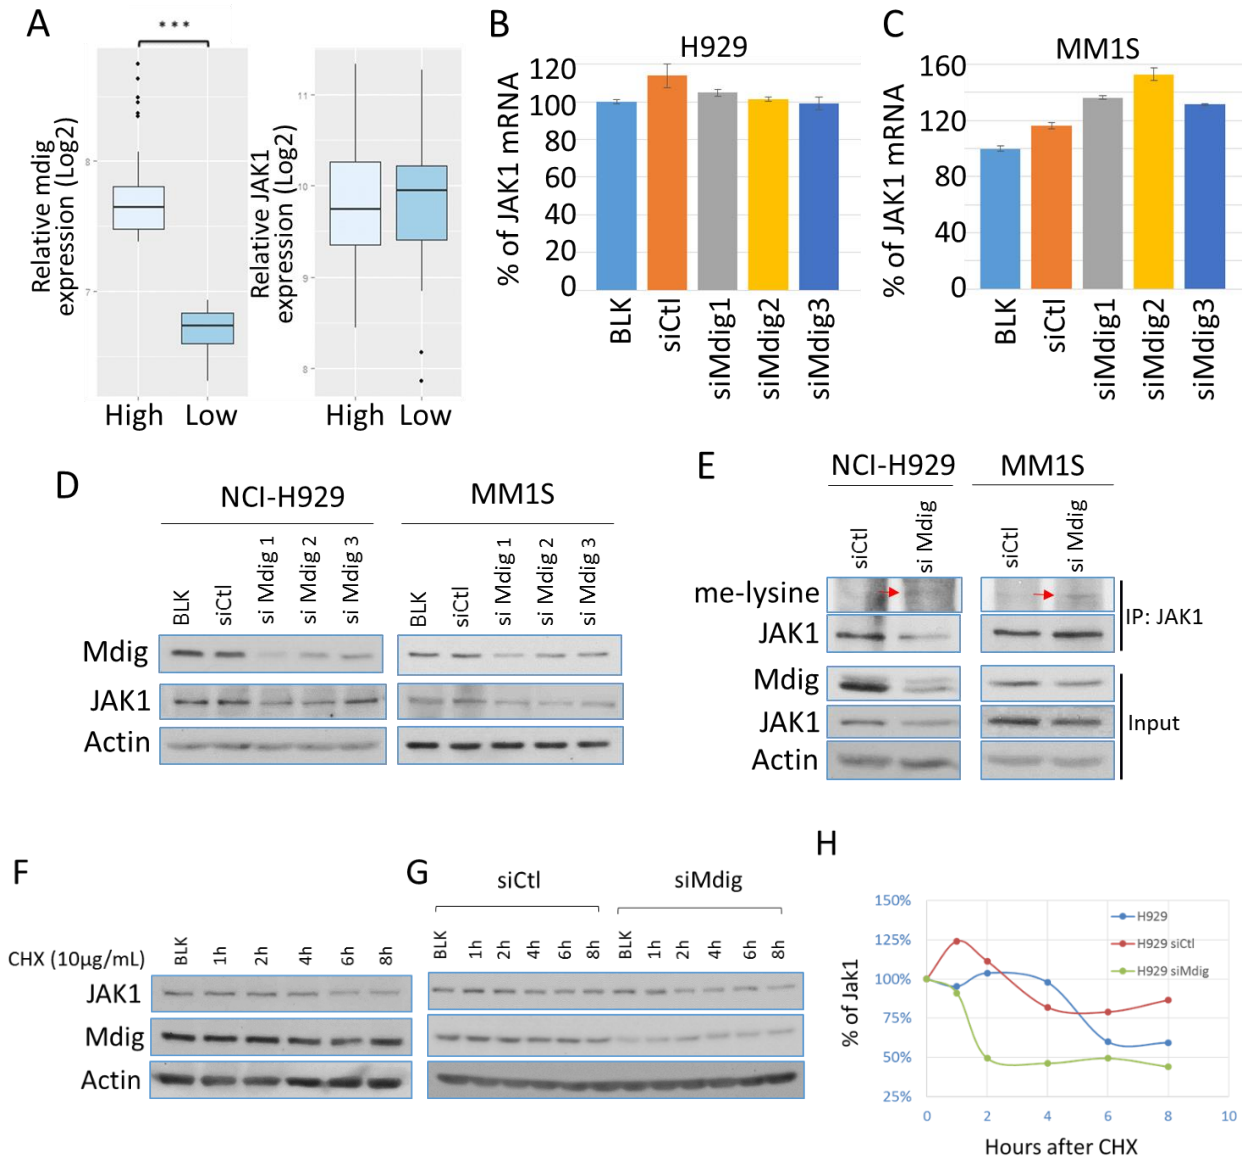 A
***
Relative mdig
expression (Log2)
8
7
High Low
Relative JAK1
expression (Log2)
11
10
9
8
High Low
B
H929
% of JAK1 mRNA
120
100
80
60
40
20
0
BLK
siCtl
siMdig1
siMdig2
siMdig3
C
MM1S
% of JAK1 mRNA
160
120
80
40
0
BLK
siCtl
siMdig1
siMdig2
siMdig3
D
NCI-H929
MM1S
BLK
siCtl
si Mdig 1
si Mdig 2
si Mdig 3
BLK
siCtl
si Mdig 1
si Mdig 2
si Mdig 3
Mdig
JAK1
Actin
E
NCI-H929
MM1S
siCtl
si Mdig
siCtl
si Mdig
me-lysine
JAK1
IP: JAK1
Mdig
JAK1
Actin
Input
F
CHX (10µg/mL)
BLK
1h
2h
4h
6h
8h
JAK1
Mdig
Actin
G
siCtl
siMdig
BLK
1h
2h
4h
6h
8h
BLK
1h
2h
4h
6h
8h
H
% of Jak1
150%
125%
100%
75%
50%
25%
H929
H929 siCtl
H929 siMdig
0 2 4 6 8 10
Hours after CHX